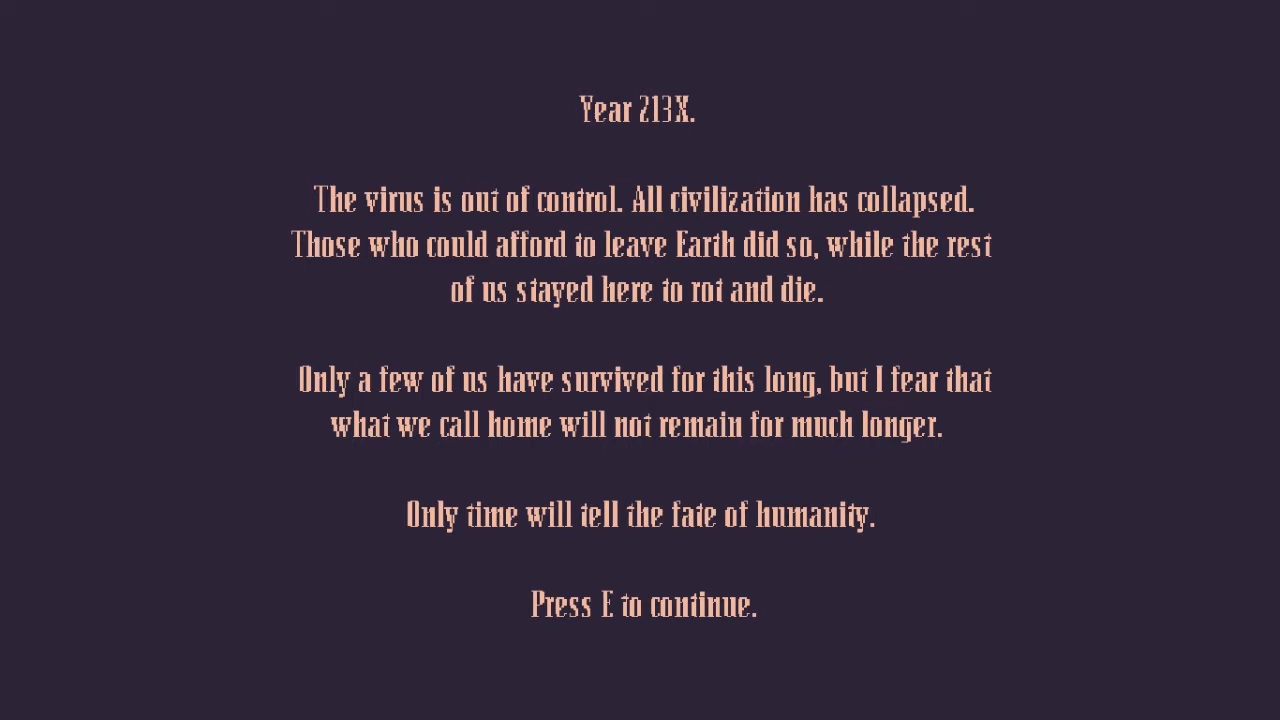 Year 213X.
The virus is out of control. All civilization has collapsed.
Those who could afford to leave Earth did so, while the rest
of us stayed here to rot and die.
Only a few of us have survived for this long, but I fear that
what we call home will not remain for much longer.
Only time will tell the fate of humanity.
Press E to continue.